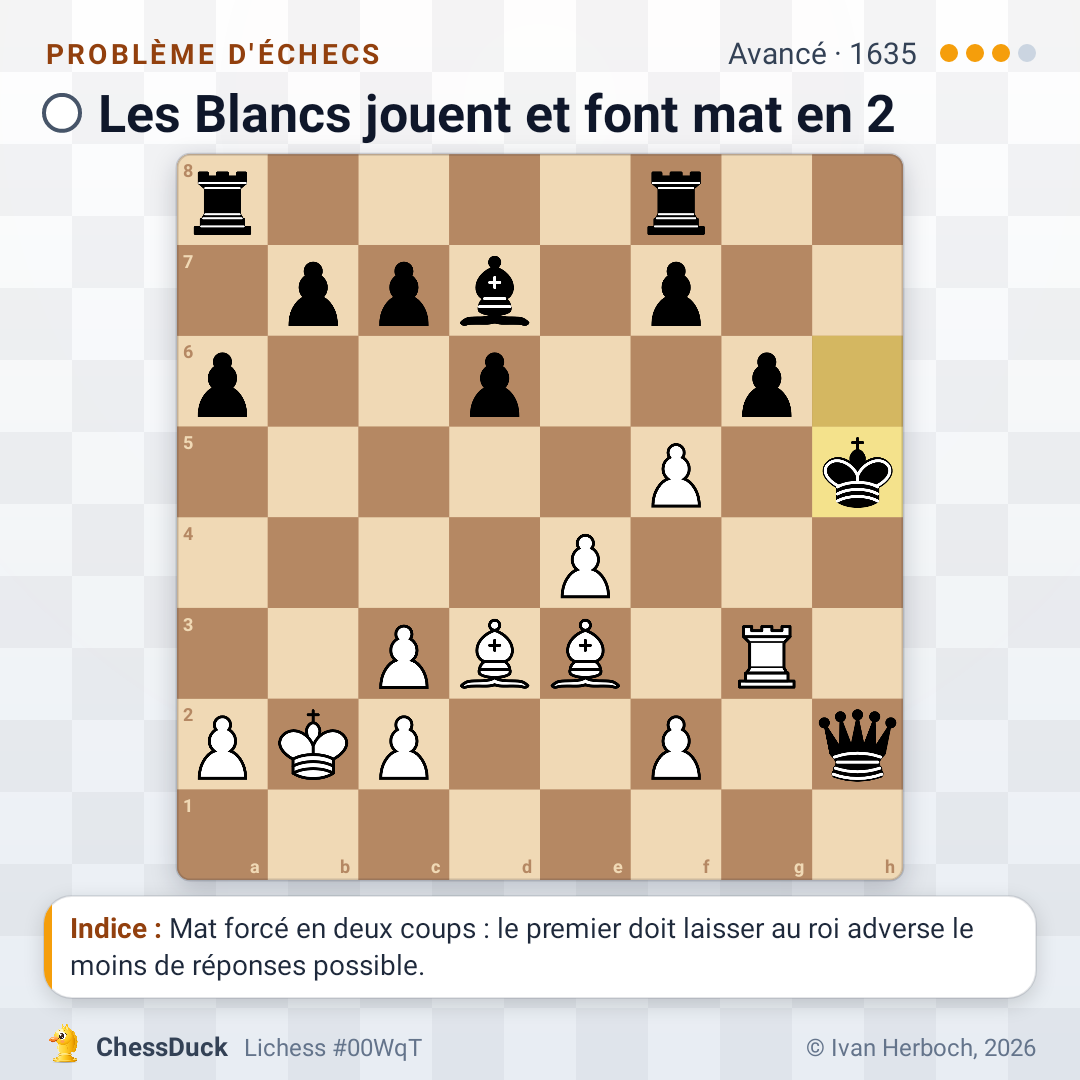 PROBLÈME D'ÉCHECS
Avancé · 1635
Les Blancs jouent et font mat en 2
8
7
6
5
4
3
2
1
a b c d e f g h
Indice : Mat forcé en deux coups : le premier doit laisser au roi adverse le
moins de réponses possible.
ChessDuck Lichess #00WqT
© Ivan Herboch, 2026